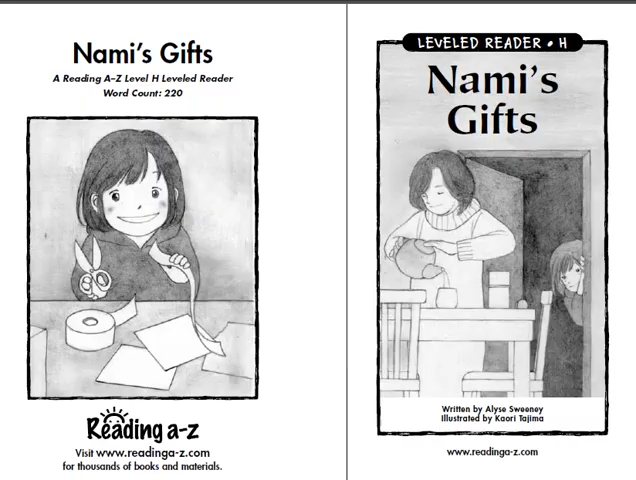 Nami's Gifts
A Reading A–Z Level H Leveled Reader
Word Count: 220
Reading a-z
Visit www.readinga-z.com
for thousands of books and materials.
LEVELED READER • H
Nami's
Gifts
Written by Alyse Sweeney
Illustrated by Kaori Tajima
www.readinga-z.com